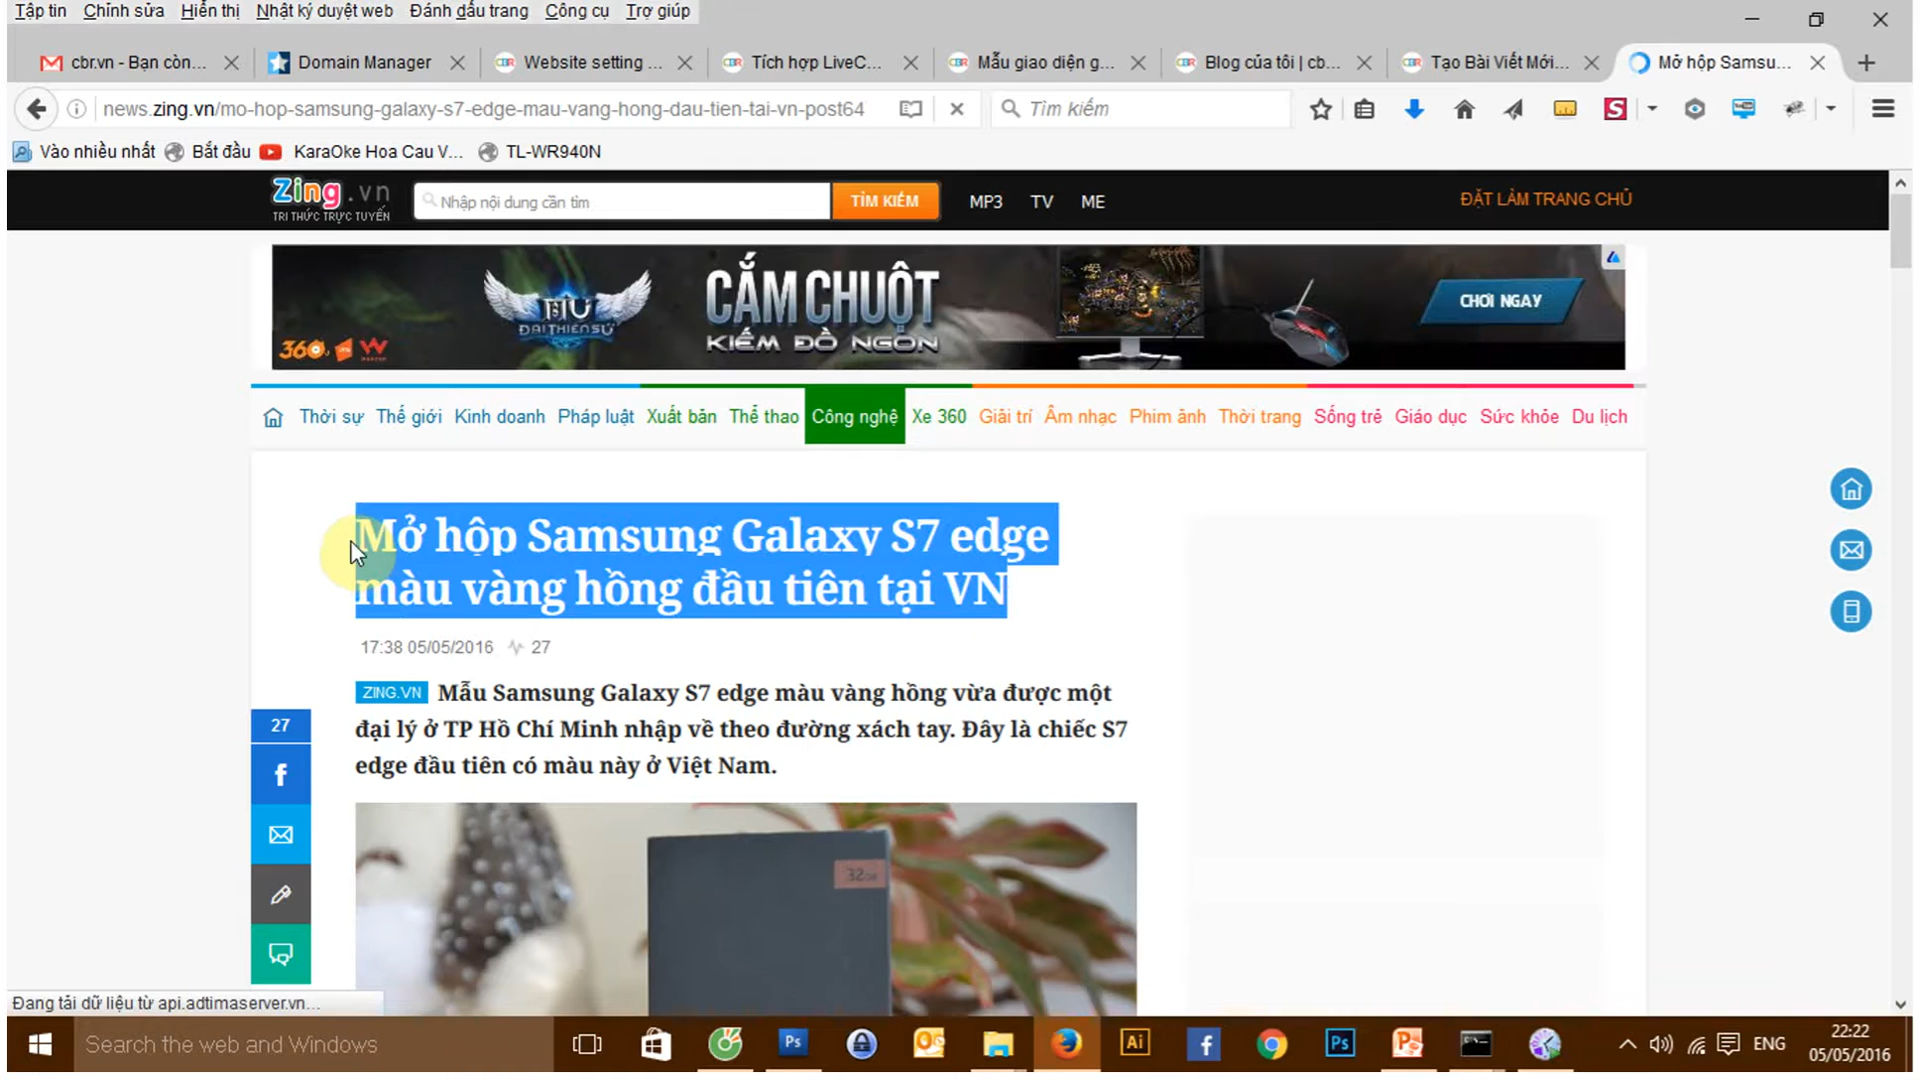 Tập tin Chỉnh sửa Hiển thị Nhật ký duyệt web Đánh dấu trang Công cụ Trợ giúp
cbr.vn - Bạn còn... Domain Manager Website setting ... Tích hợp LiveC... Mẫu giao diện g... Blog của tôi | cb... Tạo Bài Viết Mới... Mở hộp Samsu...
news.zing.vn/mo-hop-samsung-galaxy-s7-edge-mau-vang-hong-dau-tien-tai-vn-post64 Tìm kiếm
Vào nhiều nhất Bắt đầu KaraOke Hoa Cau V... TL-WR940N
Zing.vn
TRI THỨC TRỰC TUYẾN
Nhập nội dung cần tìm TÌM KIẾM MP3 TV ME ĐẶT LÀM TRANG CHỦ
MU
ĐẠI THIÊN SỨ
CẮM CHUỘT
KIẾM ĐỒ NGON
CHƠI NGAY
360
Thời sự Thế giới Kinh doanh Pháp luật Xuất bản Thể thao Công nghệ Xe 360 Giải trí Âm nhạc Phim ảnh Thời trang Sống trẻ Giáo dục Sức khỏe Du lịch
Mở hộp Samsung Galaxy S7 edge
màu vàng hồng đầu tiên tại VN
17:38 05/05/2016 27
ZING.VN Mẫu Samsung Galaxy S7 edge màu vàng hồng vừa được một
đại lý ở TP Hồ Chí Minh nhập về theo đường xách tay. Đây là chiếc S7
edge đầu tiên có màu này ở Việt Nam.
27
32GB
Đang tải dữ liệu từ api.adtimaserver.vn...
Search the web and Windows
ENG
22:22
05/05/2016